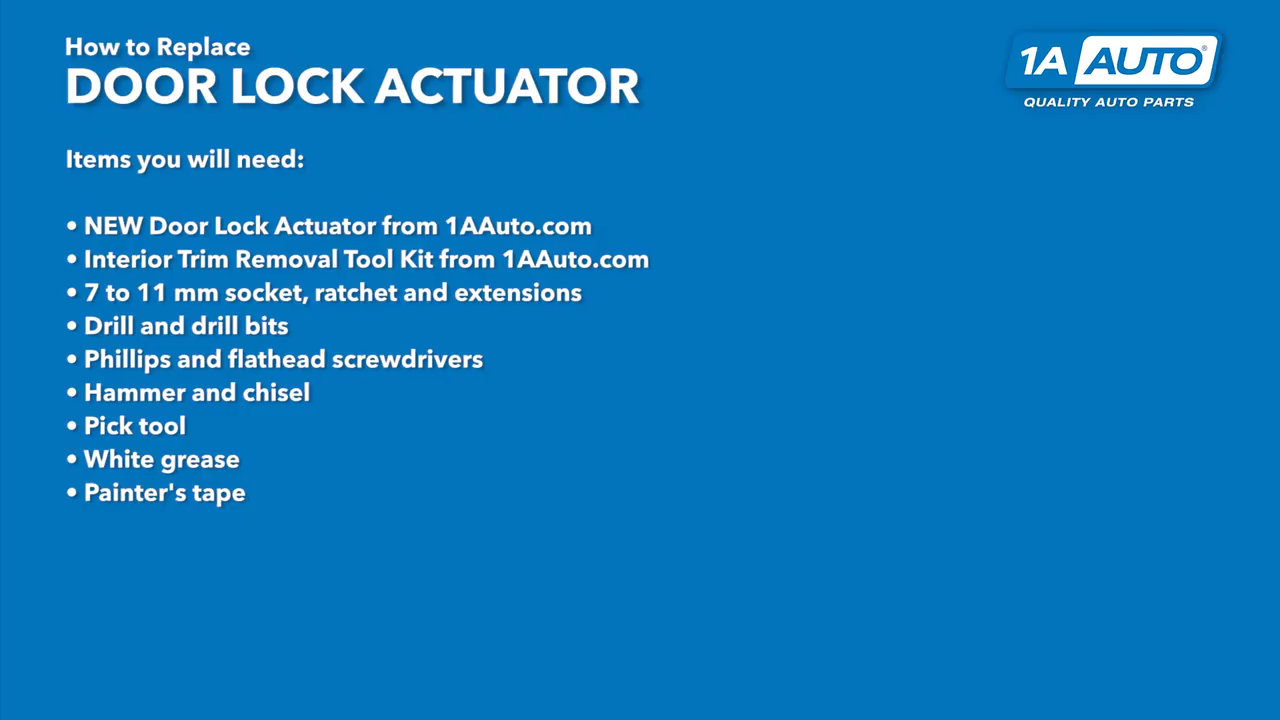 How to Replace
DOOR LOCK ACTUATOR
1A AUTO®
QUALITY AUTO PARTS
Items you will need:
• NEW Door Lock Actuator from 1AAuto.com
• Interior Trim Removal Tool Kit from 1AAuto.com
• 7 to 11 mm socket, ratchet and extensions
• Drill and drill bits
• Phillips and flathead screwdrivers
• Hammer and chisel
• Pick tool
• White grease
• Painter's tape